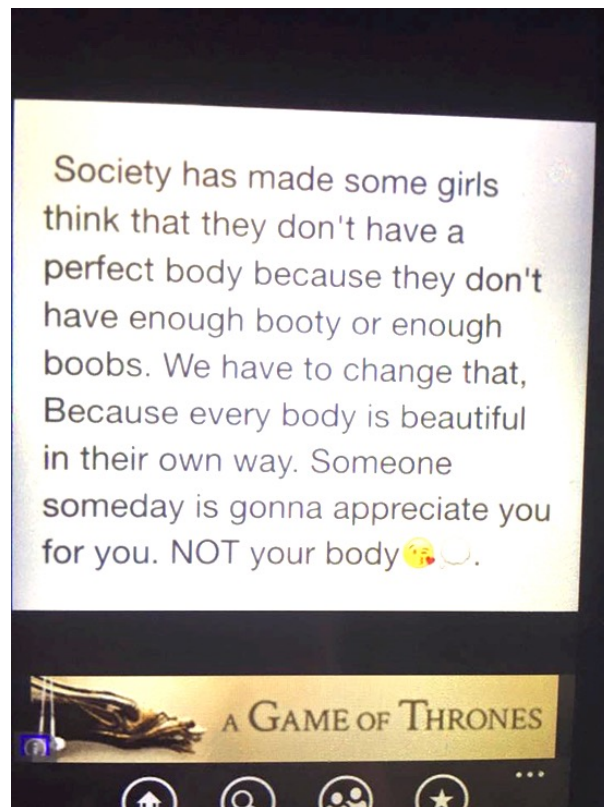 Society has made some girls
think that they don't have a
perfect body because they don't
have enough booty or enough
boobs. We have to change that,
Because every body is beautiful
in their own way. Someone
someday is gonna appreciate you
for you. NOT your body😘💭.
A GAME OF THRONES